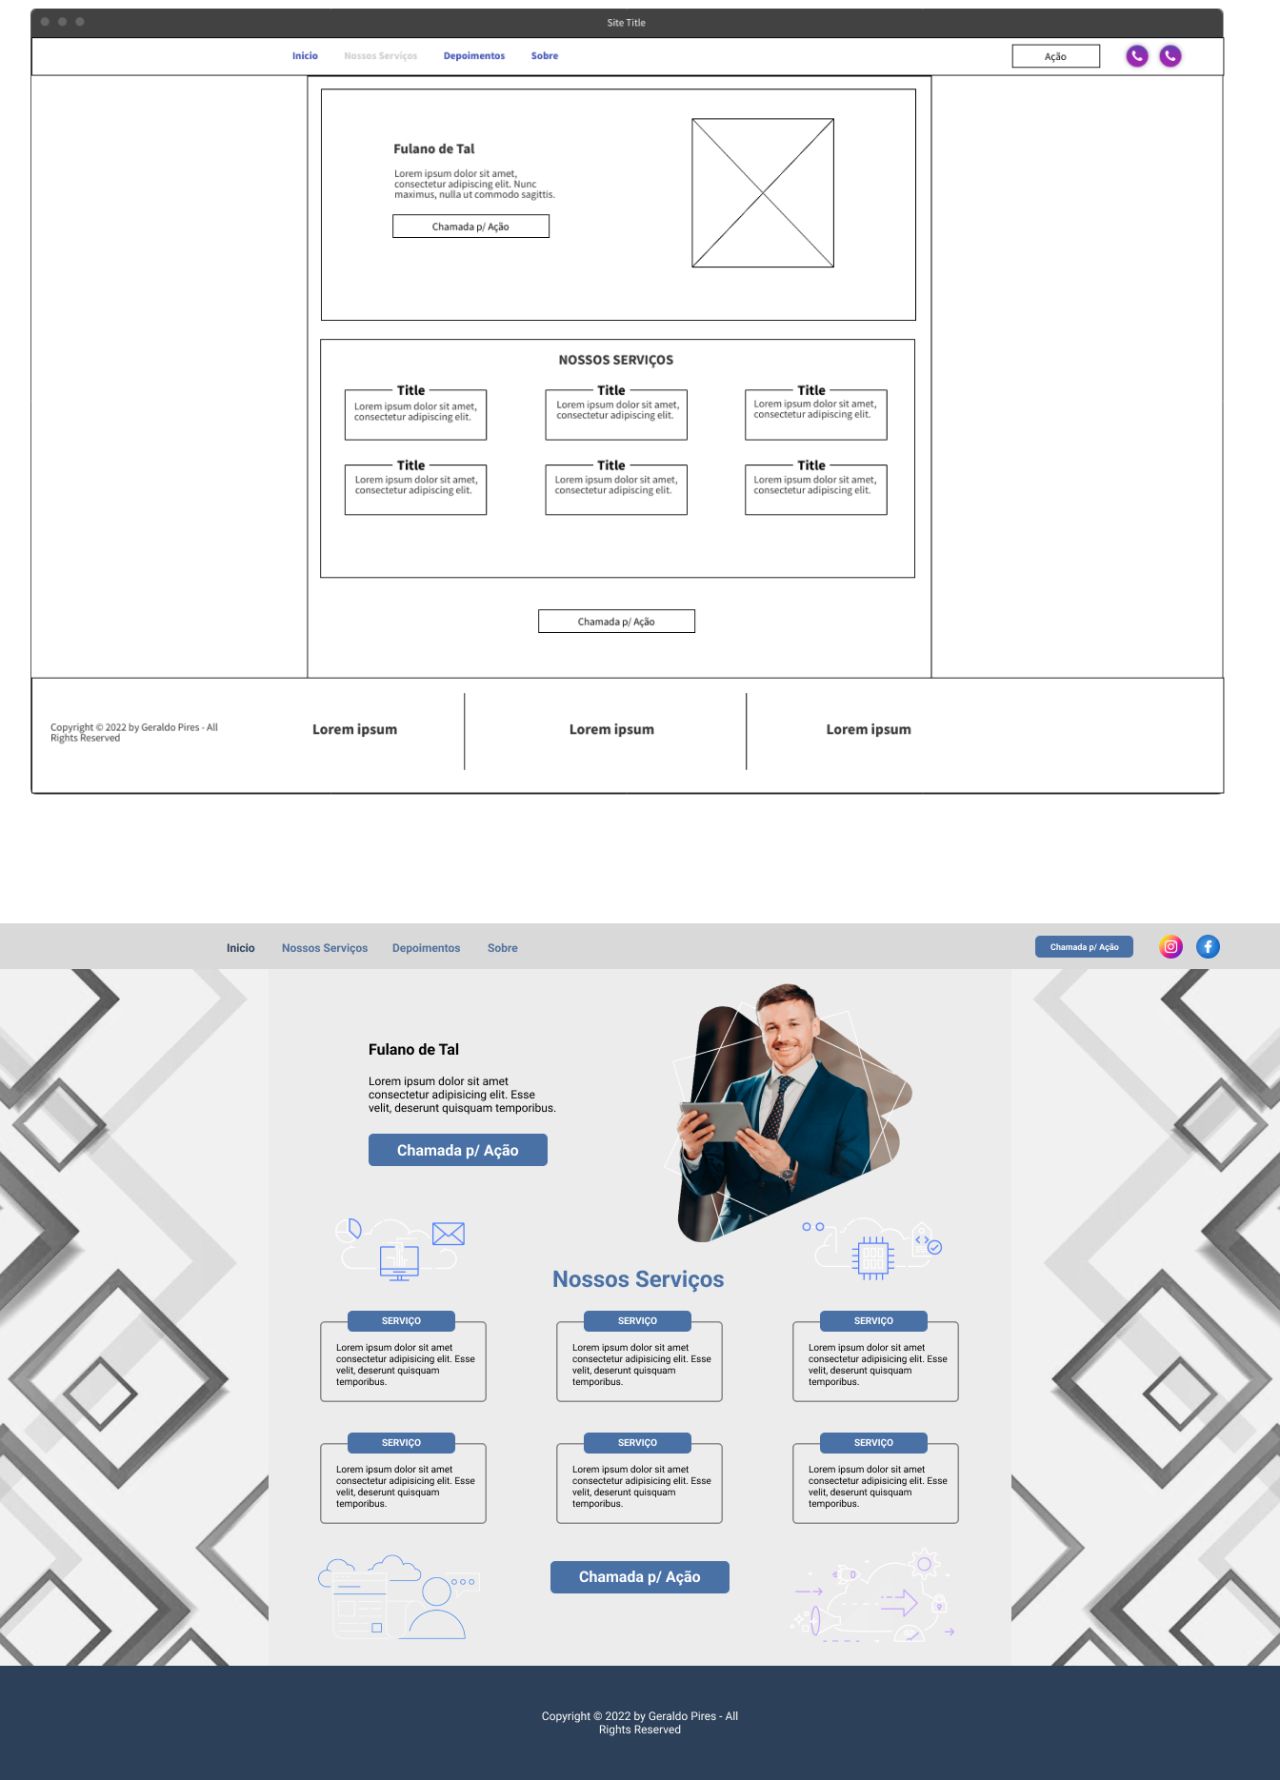 Site Title
Inicio Nossos Serviços Depoimentos Sobre Ação
Fulano de Tal
Lorem ipsum dolor sit amet,
consectetur adipiscing elit. Nunc
maximus, nulla ut commodo sagittis.
Chamada p/ Ação
NOSSOS SERVIÇOS
Title
Lorem ipsum dolor sit amet,
consectetur adipiscing elit.
Title
Lorem ipsum dolor sit amet,
consectetur adipiscing elit.
Title
Lorem ipsum dolor sit amet,
consectetur adipiscing elit.
Title
Lorem ipsum dolor sit amet,
consectetur adipiscing elit.
Title
Lorem ipsum dolor sit amet,
consectetur adipiscing elit.
Title
Lorem ipsum dolor sit amet,
consectetur adipiscing elit.
Chamada p/ Ação
Copyright © 2022 by Geraldo Pires - All
Rights Reserved
Lorem ipsum
Lorem ipsum
Lorem ipsum
Inicio Nossos Serviços Depoimentos Sobre Chamada p/ Ação
Fulano de Tal
Lorem ipsum dolor sit amet
consectetur adipisicing elit. Esse
velit, deserunt quisquam temporibus.
Chamada p/ Ação
Nossos Serviços
SERVIÇO
Lorem ipsum dolor sit amet
consectetur adipisicing elit. Esse
velit, deserunt quisquam
temporibus.
SERVIÇO
Lorem ipsum dolor sit amet
consectetur adipisicing elit. Esse
velit, deserunt quisquam
temporibus.
SERVIÇO
Lorem ipsum dolor sit amet
consectetur adipisicing elit. Esse
velit, deserunt quisquam
temporibus.
SERVIÇO
Lorem ipsum dolor sit amet
consectetur adipisicing elit. Esse
velit, deserunt quisquam
temporibus.
SERVIÇO
Lorem ipsum dolor sit amet
consectetur adipisicing elit. Esse
velit, deserunt quisquam
temporibus.
SERVIÇO
Lorem ipsum dolor sit amet
consectetur adipisicing elit. Esse
velit, deserunt quisquam
temporibus.
Chamada p/ Ação
Copyright © 2022 by Geraldo Pires - All
Rights Reserved